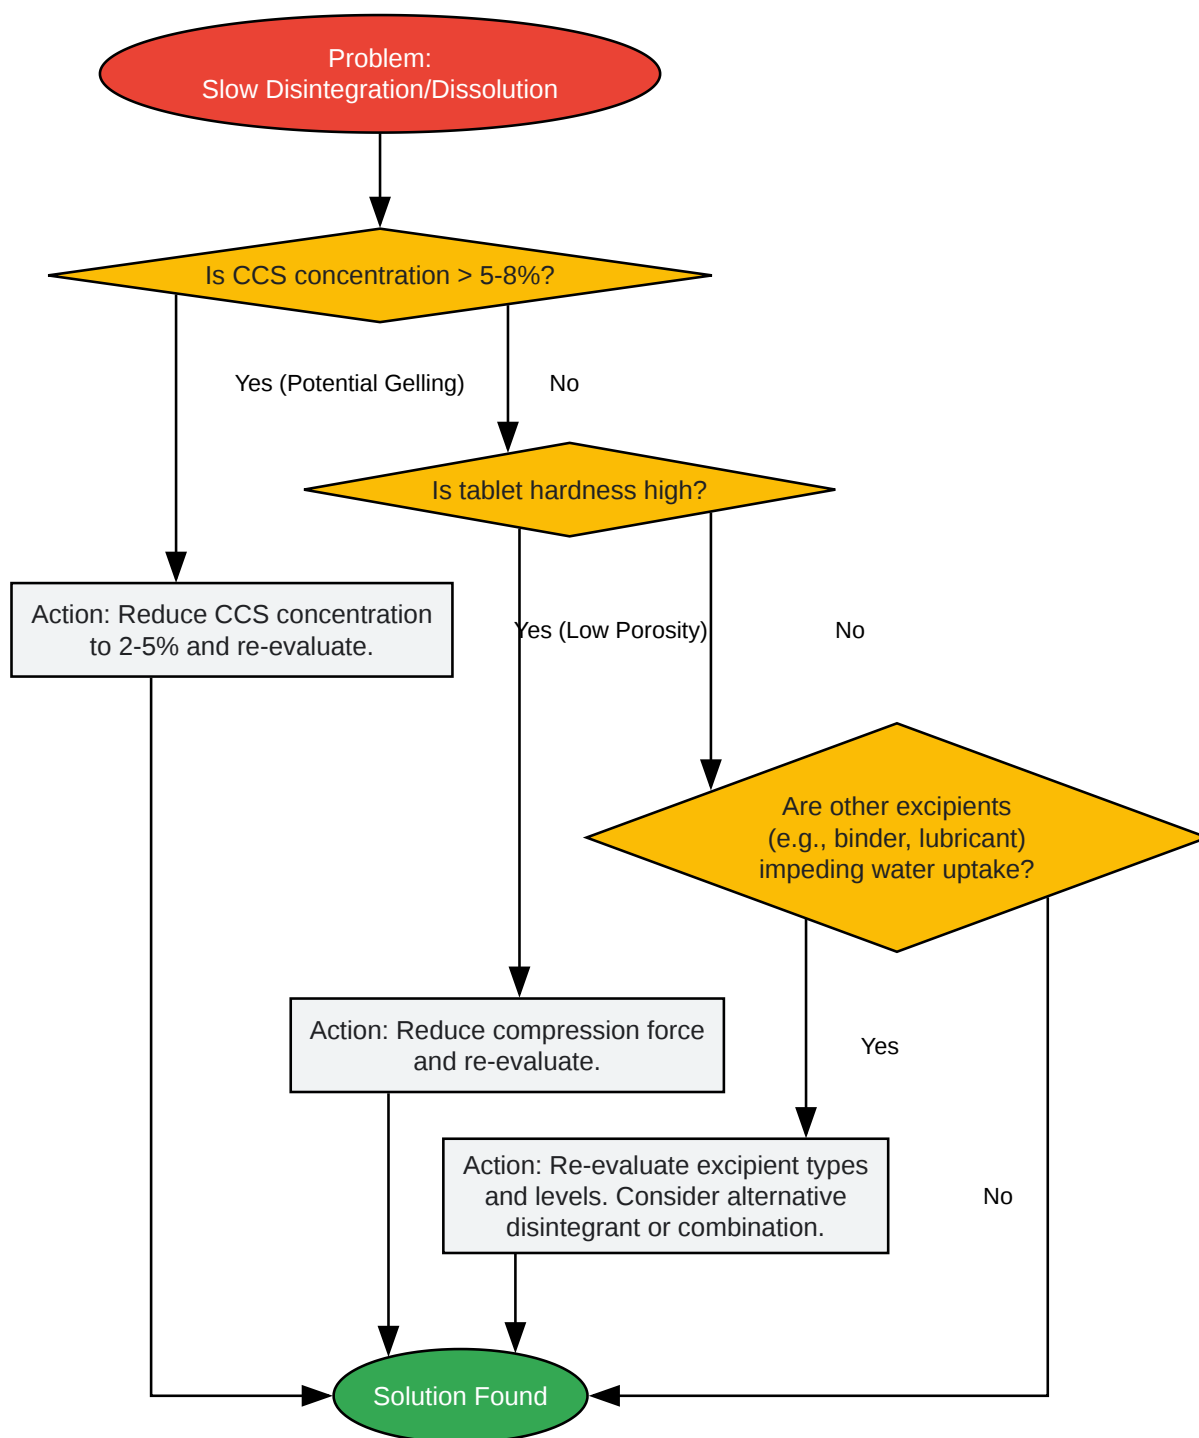 Problem:
Slow Disintegration/Dissolution
Is CCS concentration > 5-8%?
Yes (Potential Gelling)
No
Is tablet hardness high?
Action: Reduce CCS concentration
to 2-5% and re-evaluate.
Yes (Low Porosity)
No
Are other excipients
(e.g., binder, lubricant)
impeding water uptake?
Action: Reduce compression force
and re-evaluate.
Yes
Action: Re-evaluate excipient types
and levels. Consider alternative
disintegrant or combination.
No
Solution Found